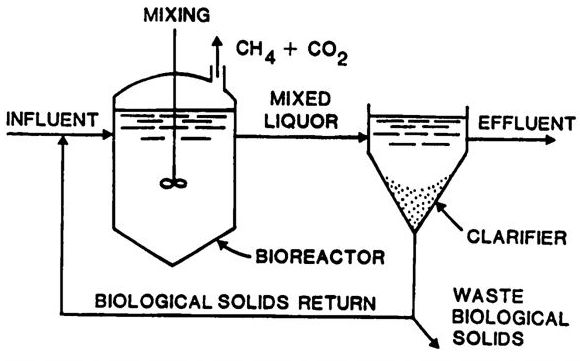 MIXING
CH4 + CO2
INFLUENT
MIXED
LIQUOR
EFFLUENT
BIOREACTOR
CLARIFIER
BIOLOGICAL SOLIDS RETURN
WASTE
BIOLOGICAL
SOLIDS